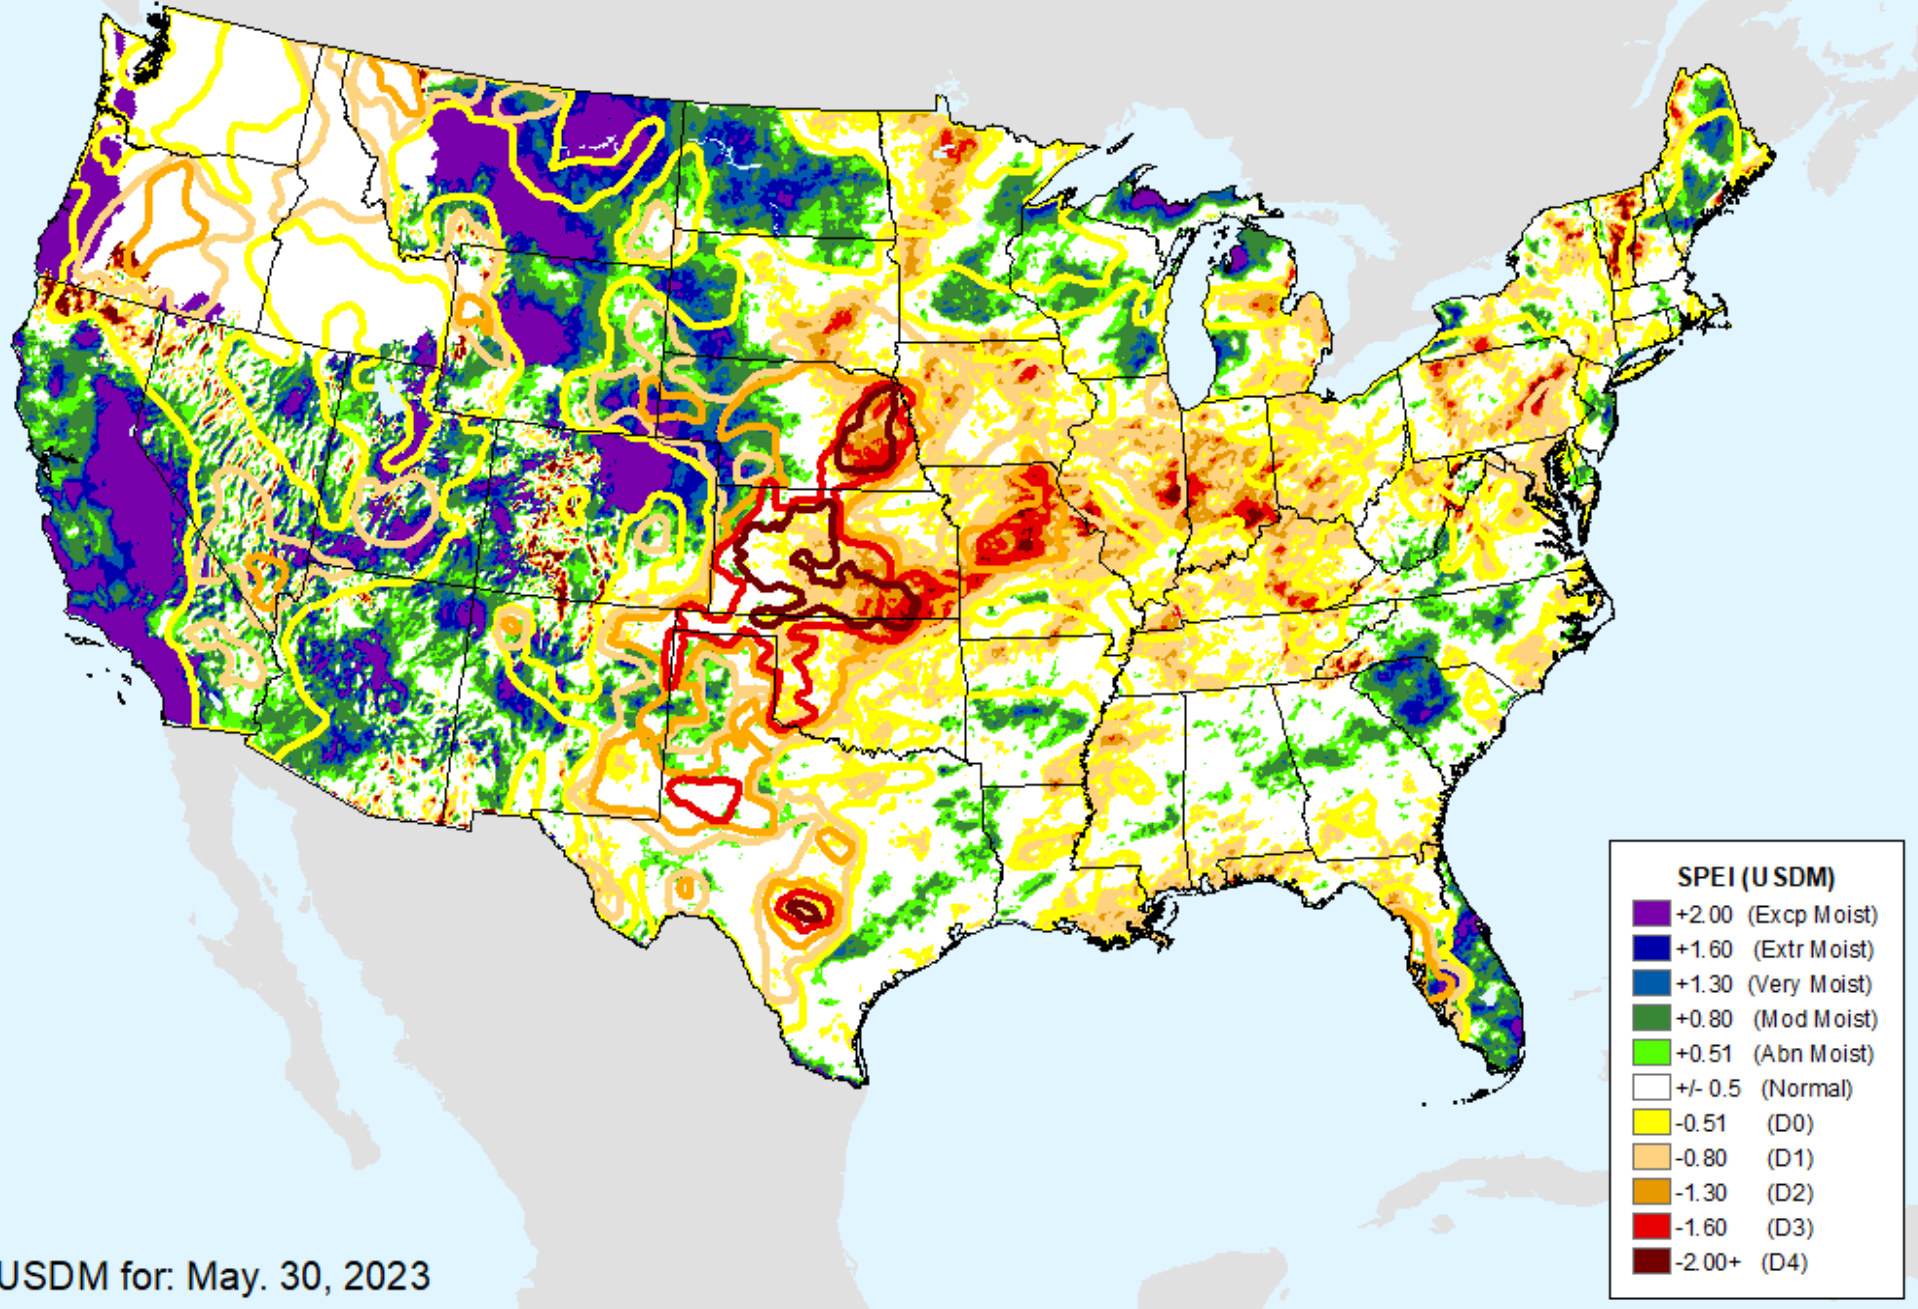 SPEI (USDM)
+2.00 (Excp Moist)
+1.60 (Extr Moist)
+1.30 (Very Moist)
+0.80 (Mod Moist)
+0.51 (Abn Moist)
+/- 0.5 (Normal)
-0.51 (D0)
-0.80 (D1)
-1.30 (D2)
-1.60 (D3)
-2.00+ (D4)
USDM for: May. 30, 2023